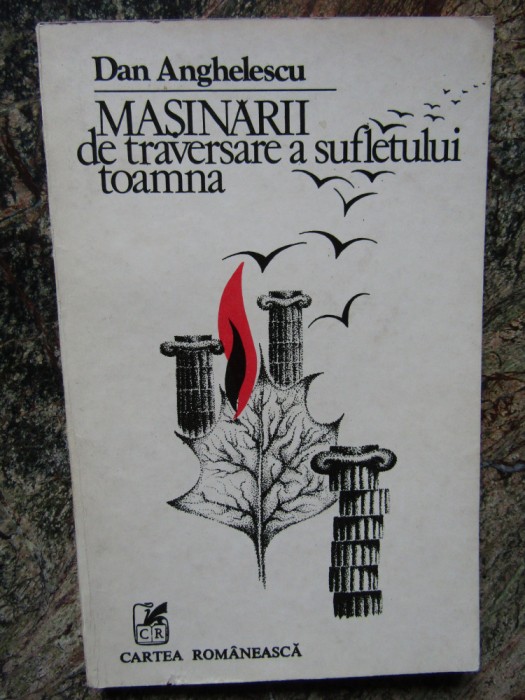 Dan Anghelescu
MAȘINĂRII
de traversare a sufletului
toamna
CR
CARTEA ROMÂNEASCĂ